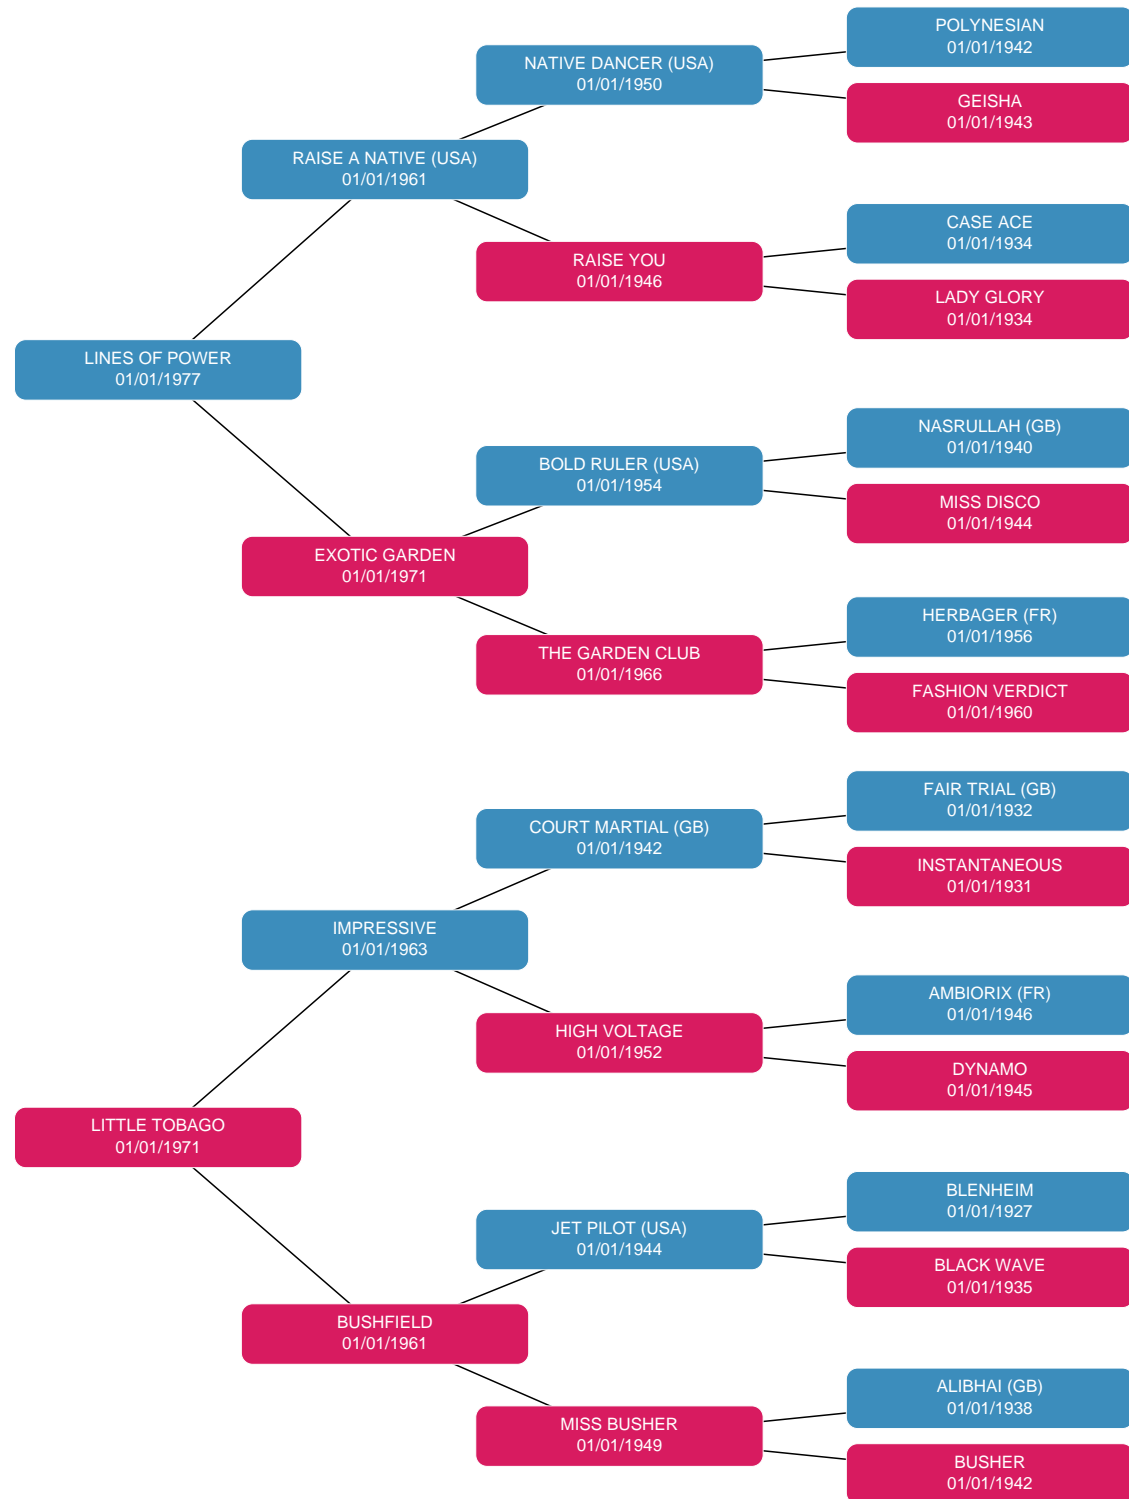 POLYNESIAN
01/01/1942
NATIVE DANCER (USA)
01/01/1950
GEISHA
01/01/1943
RAISE A NATIVE (USA)
01/01/1961
CASE ACE
01/01/1934
RAISE YOU
01/01/1946
LADY GLORY
01/01/1934
LINES OF POWER
01/01/1977
NASRULLAH (GB)
01/01/1940
BOLD RULER (USA)
01/01/1954
MISS DISCO
01/01/1944
EXOTIC GARDEN
01/01/1971
HERBAGER (FR)
01/01/1956
THE GARDEN CLUB
01/01/1966
FASHION VERDICT
01/01/1960
FAIR TRIAL (GB)
01/01/1932
COURT MARTIAL (GB)
01/01/1942
INSTANTANEOUS
01/01/1931
IMPRESSIVE
01/01/1963
AMBIORIX (FR)
01/01/1946
HIGH VOLTAGE
01/01/1952
DYNAMO
01/01/1945
LITTLE TOBAGO
01/01/1971
BLENHEIM
01/01/1927
JET PILOT (USA)
01/01/1944
BLACK WAVE
01/01/1935
BUSHFIELD
01/01/1961
ALIBHAI (GB)
01/01/1938
MISS BUSHER
01/01/1949
BUSHER
01/01/1942